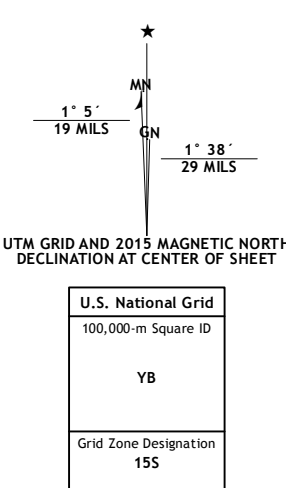 ★
MN
1° 5´
19 MILS
GN
1° 38´
29 MILS
UTM GRID AND 2015 MAGNETIC NORTH
DECLINATION AT CENTER OF SHEET
U.S. National Grid
100,000-m Square ID
YB
Grid Zone Designation
15S